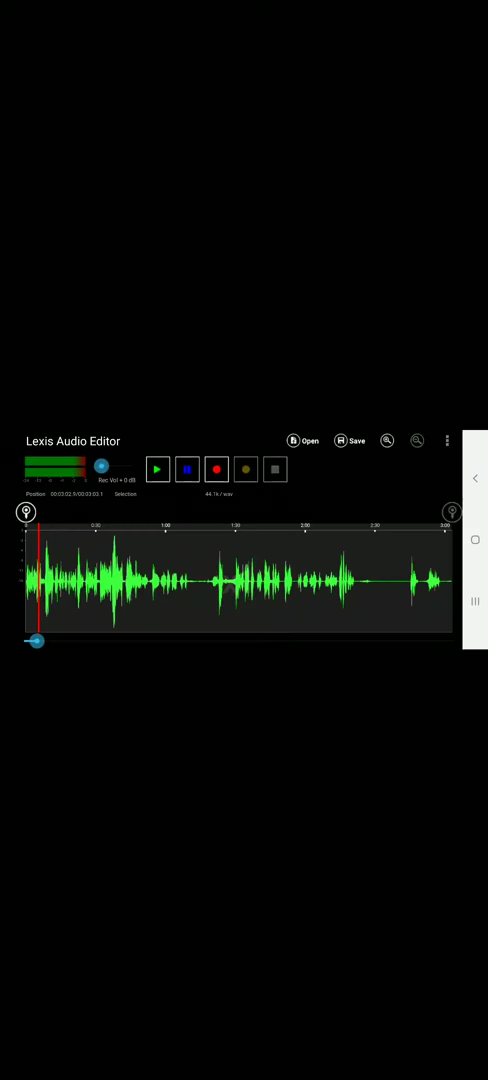 Lexis Audio Editor
Open
Save
Rec Vol + 0 dB
Position 00:03:02.9/00:03:03.1 Selection 44.1k / wav
0 0:30 1:00 1:30 2:00 2:30 3:00